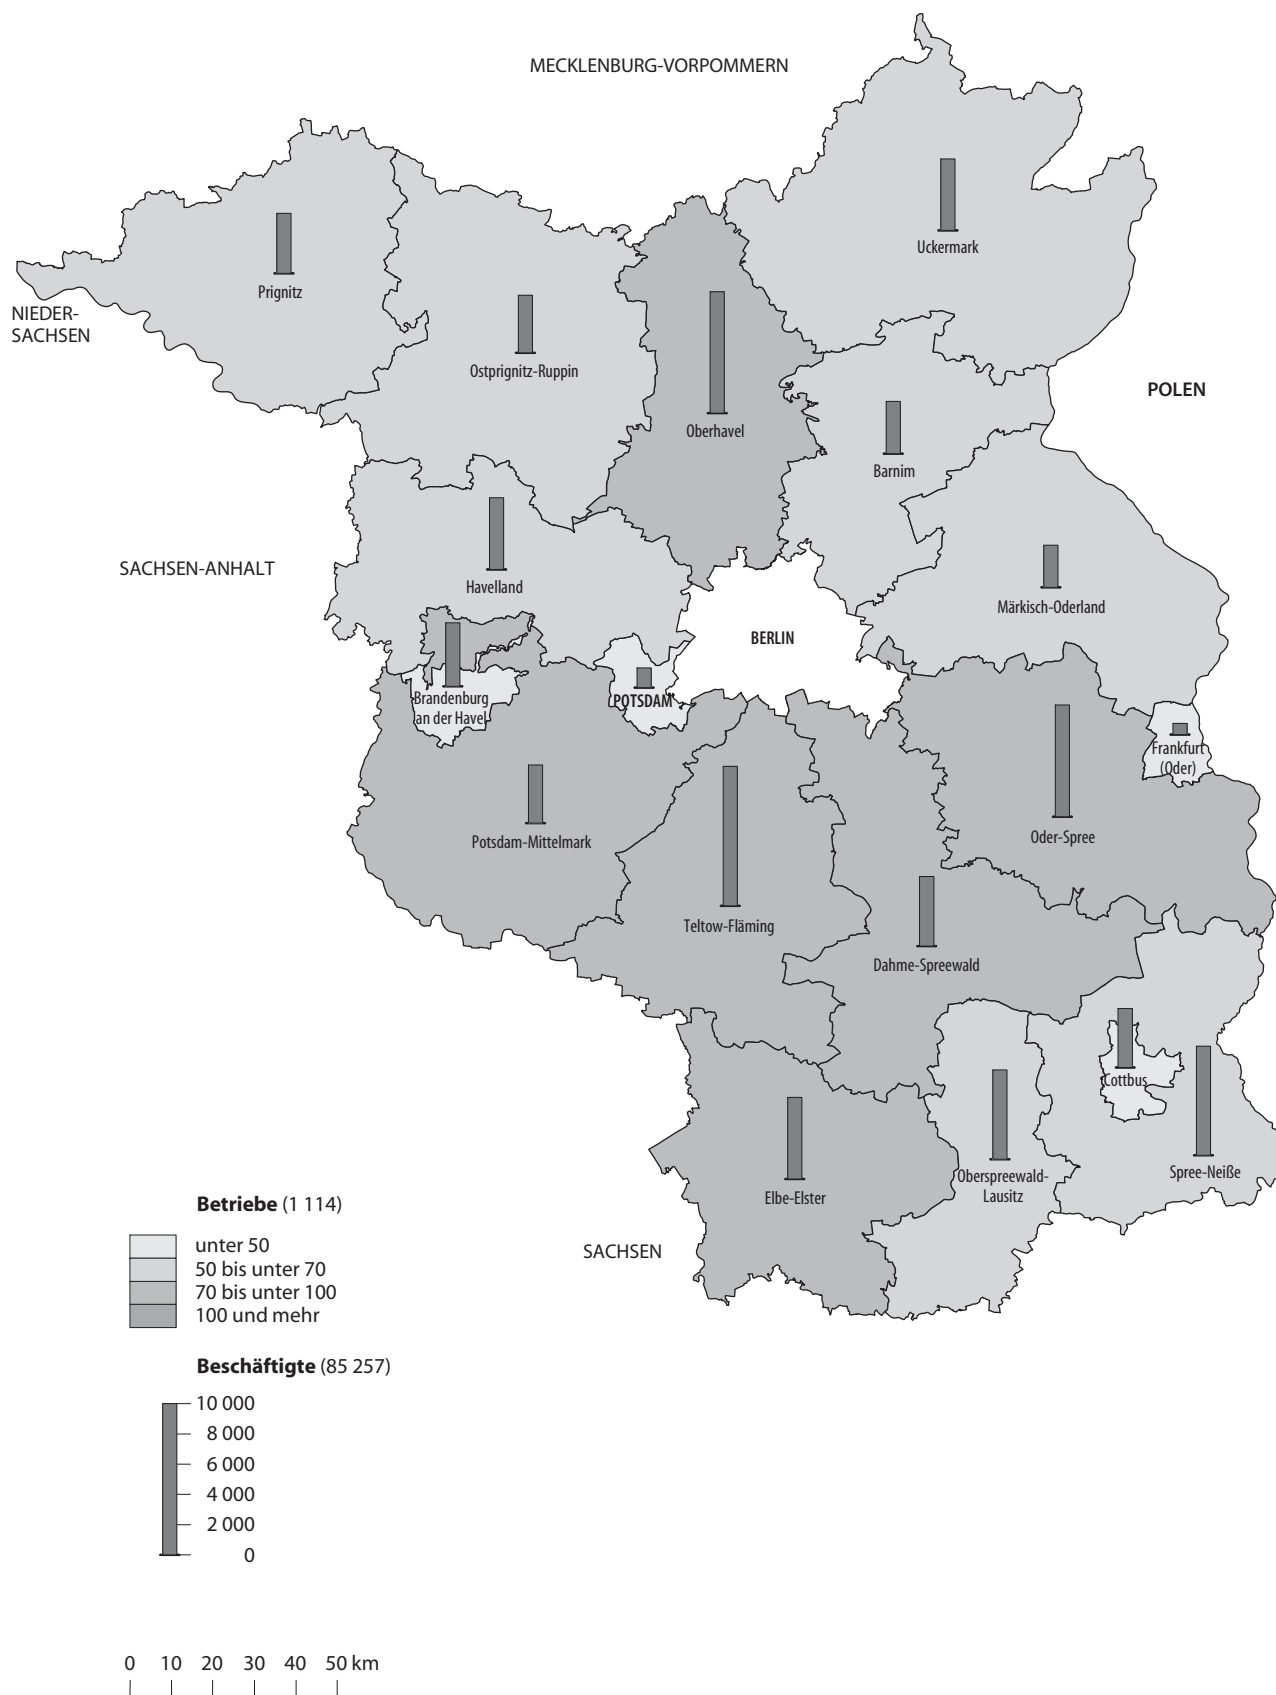 MECKLENBURG-VORPOMMERN
Uckermark
Prignitz
NIEDER-
SACHSEN
Ostprignitz-Ruppin
POLEN
Oberhavel
Barnim
SACHSEN-ANHALT
Havelland
Märkisch-Oderland
BERLIN
Brandenburg
an der Havel
POTSDAM
Frankfurt
(Oder)
Potsdam-Mittelmark
Oder-Spree
Teltow-Fläming
Dahme-Spreewald
Cottbus
Spree-Neiße
Oberspreewald-
Lausitz
Elbe-Elster
SACHSEN
Betriebe (1 114)
unter 50
50 bis unter 70
70 bis unter 100
100 und mehr
Beschäftigte (85 257)
10 000
8 000
6 000
4 000
2 000
0
0 10 20 30 40 50 km